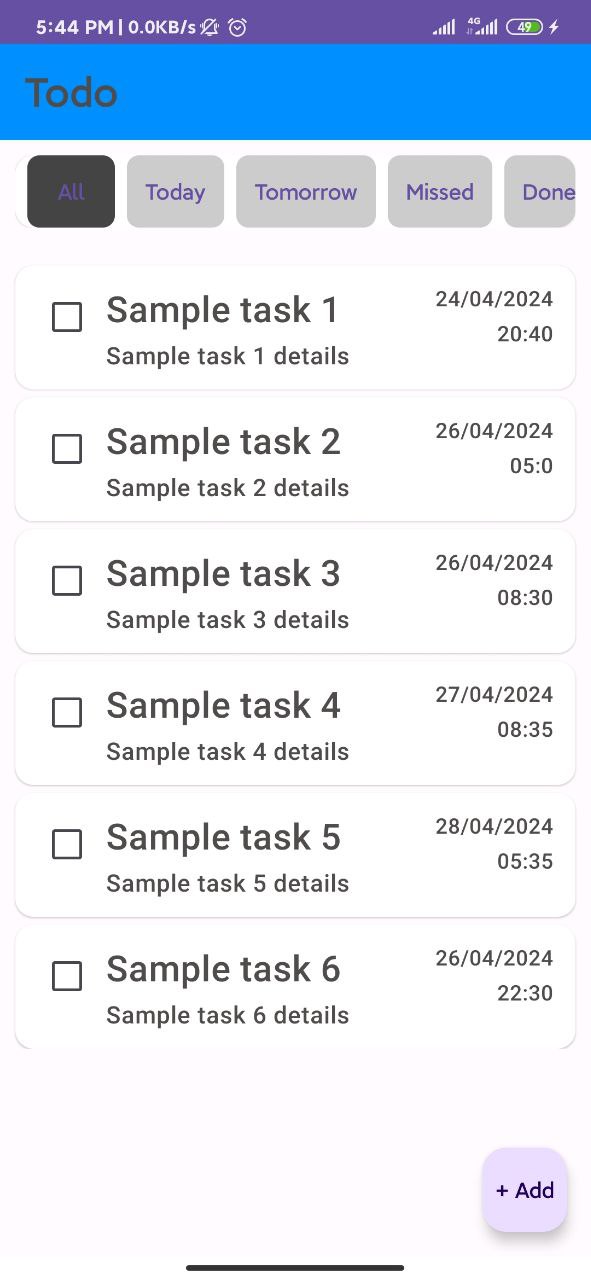 5:44 PM | 0.0KB/s 4G 49
Todo
All Today Tomorrow Missed Done
Sample task 1 24/04/2024
20:40
Sample task 1 details
Sample task 2 26/04/2024
05:0
Sample task 2 details
Sample task 3 26/04/2024
08:30
Sample task 3 details
Sample task 4 27/04/2024
08:35
Sample task 4 details
Sample task 5 28/04/2024
05:35
Sample task 5 details
Sample task 6 26/04/2024
22:30
Sample task 6 details
+ Add